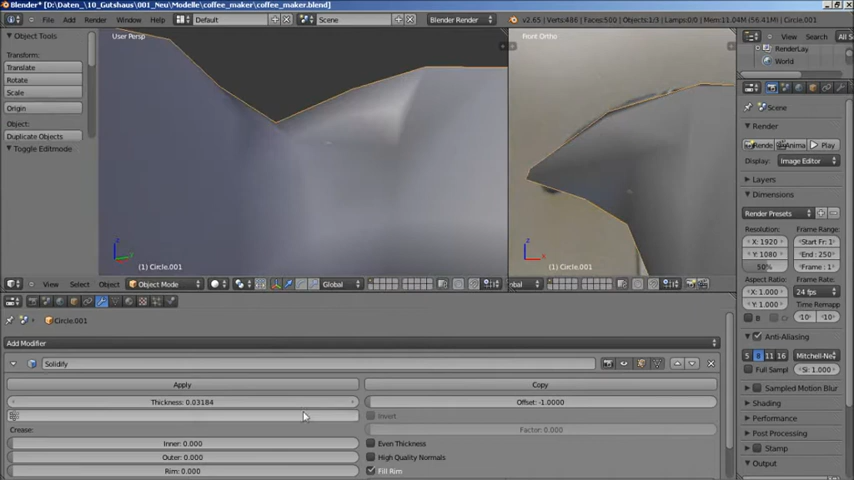 Blender* [D:\Daten_\10_Gutshaus\001_Neu\Modelle\coffee_maker\coffee_maker.blend]
File Add Render Window Help Default Scene Blender Render v2.65 | Verts:486 | Faces:500 | Objects:1/3 | Lamps:0/0 | Mem:11.04M (56.41M) | Circle.001 View Search All S
Object Tools
User Persp
Front Ortho
RenderLay
World
Transform:
Translate
Rotate
Scale
Origin
Object:
Duplicate Objects
Toggle Editmode
Scene
Render
Rende Anima Play
Display: Image Editor
Layers
Dimensions
Render Presets
Resolution: Frame Range:
X: 1920 Start Fr: 1
Y: 1080 End : 250
50% Frame : 1
Aspect Ratio: Frame Rate:
X: 1.000 24 fps
Y: 1.000 Time Remapp
B
Anti-Aliasing
5 8 11 16 Mitchell-Ne
Full Sampl Si: 1.000
Sampled Motion Blur
Shading
Performance
Post Processing
Stamp
Output
(1) Circle.001
(1) Circle.001
View Select Object Object Mode Global
Circle.001
Add Modifier
Solidify
Apply Copy
Thickness: 0.03184 Offset: -1.0000
Invert
Crease: Factor: 0.000
Inner: 0.000 Even Thickness
Outer: 0.000 High Quality Normals
Rim: 0.000 Fill Rim